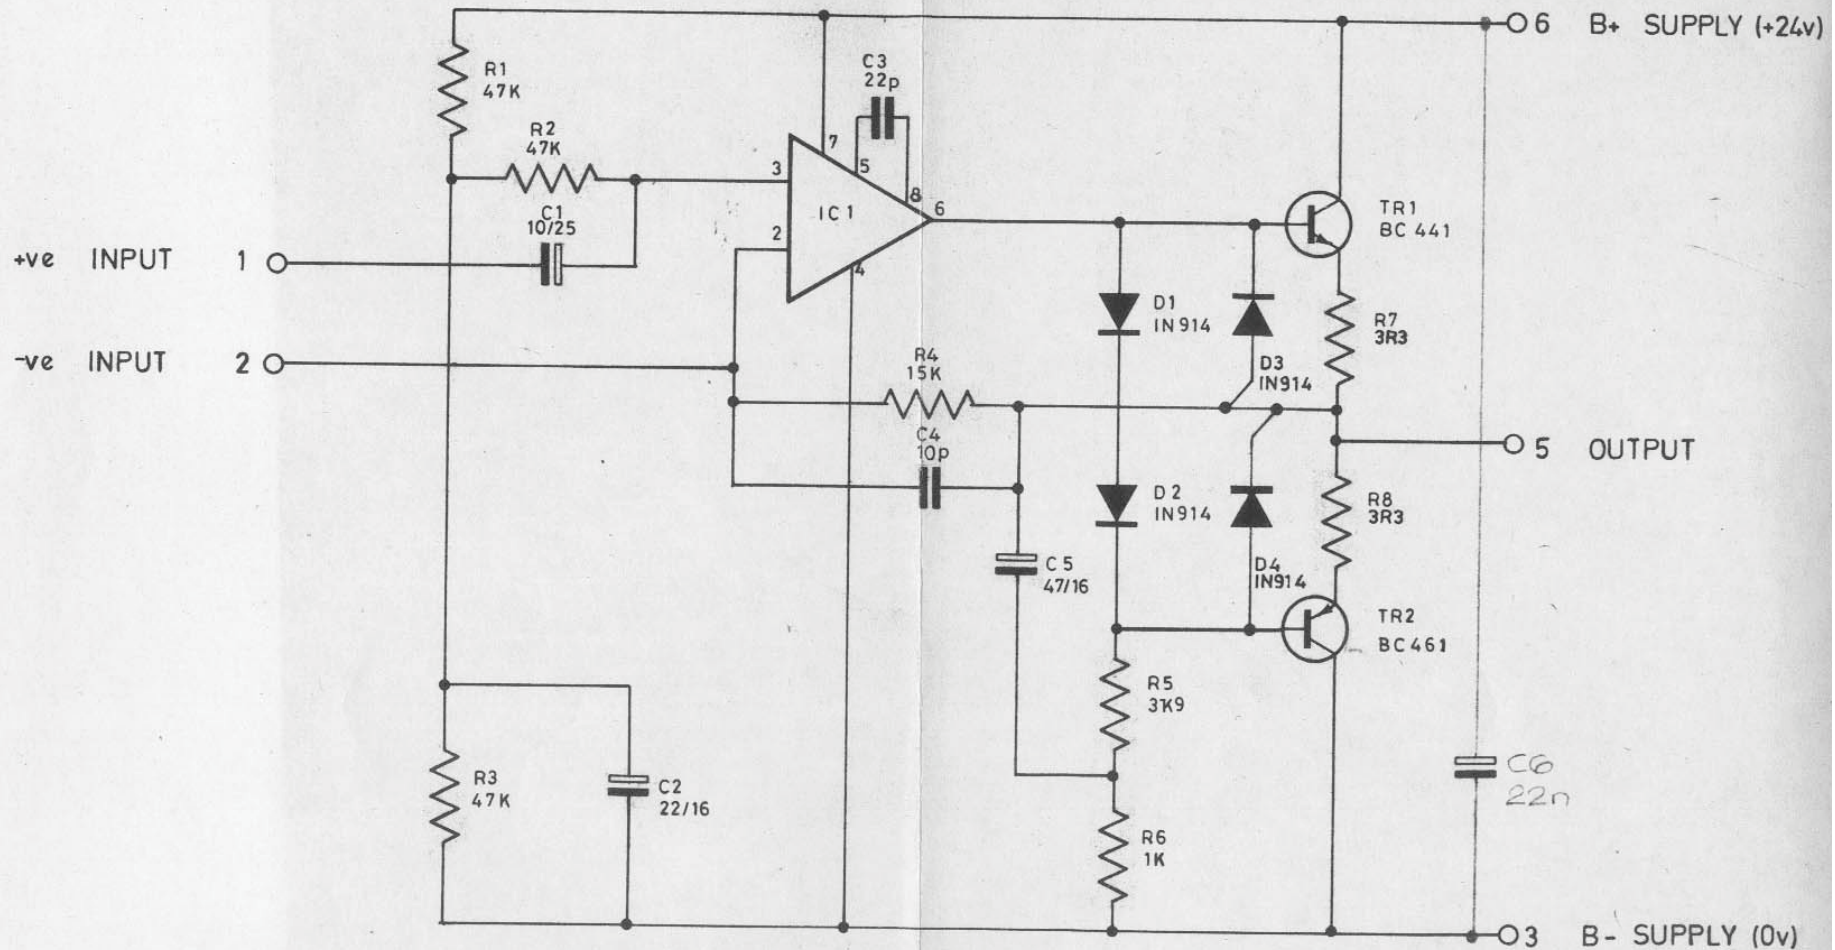 6 B+ SUPPLY (+24v)
R1
47K
C3
22p
R2
47K
7
5
3
8
6
IC1
C1
10/25
2
4
TR1
BC 441
+ve INPUT 1
D1
IN914
R7
3R3
D3
IN914
-ve INPUT 2
R4
15K
C4
10p
5 OUTPUT
D2
IN914
R8
3R3
C5
47/16
D4
IN914
TR2
BC461
R5
3K9
R3
47K
C2
22/16
C6
22n
R6
1K
3 B- SUPPLY (0v)